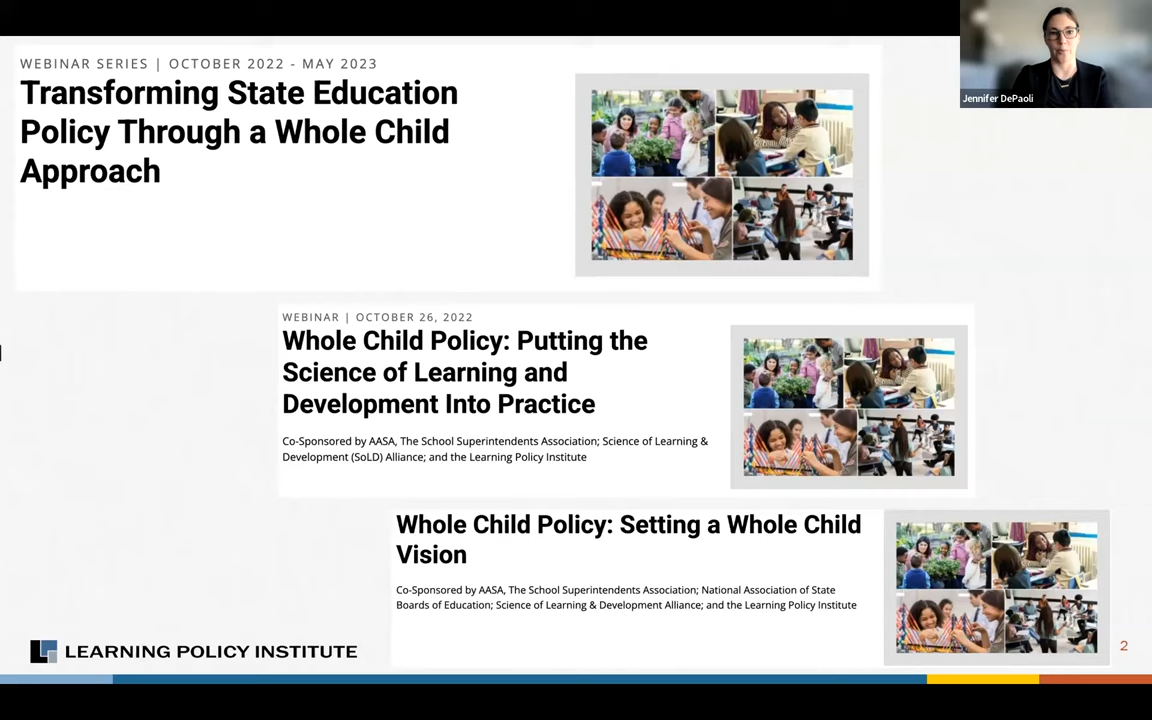 WEBINAR SERIES | OCTOBER 2022 - MAY 2023
Transforming State Education
Policy Through a Whole Child
Approach
Jennifer DePaoli
WEBINAR | OCTOBER 26, 2022
Whole Child Policy: Putting the
Science of Learning and
Development Into Practice
Co-Sponsored by AASA, The School Superintendents Association; Science of Learning &
Development (SoLD) Alliance; and the Learning Policy Institute
Whole Child Policy: Setting a Whole Child
Vision
Co-Sponsored by AASA, The School Superintendents Association; National Association of State
Boards of Education; Science of Learning & Development Alliance; and the Learning Policy Institute
LEARNING POLICY INSTITUTE
2